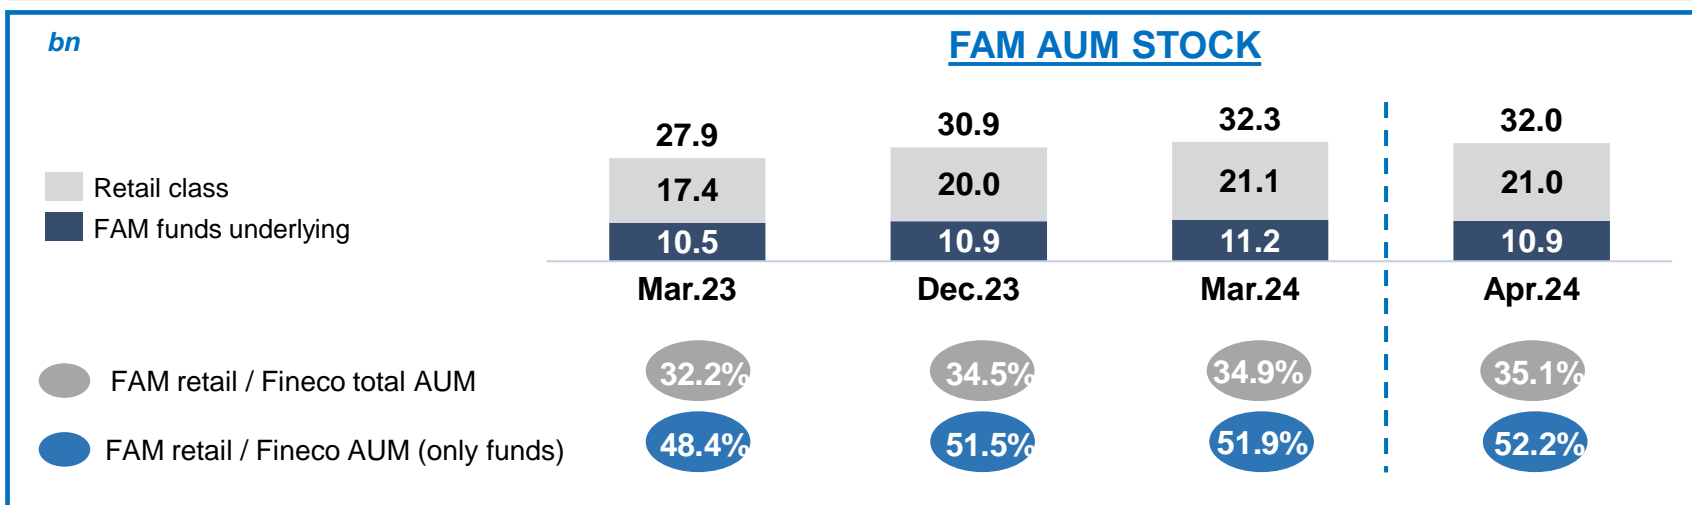 bn
FAM AUM STOCK
27.9 30.9 32.3 32.0
Retail class 17.4 20.0 21.1 21.0
FAM funds underlying 10.5 10.9 11.2 10.9
Mar.23 Dec.23 Mar.24 Apr.24
FAM retail / Fineco total AUM 32.2% 34.5% 34.9% 35.1%
FAM retail / Fineco AUM (only funds) 48.4% 51.5% 51.9% 52.2%